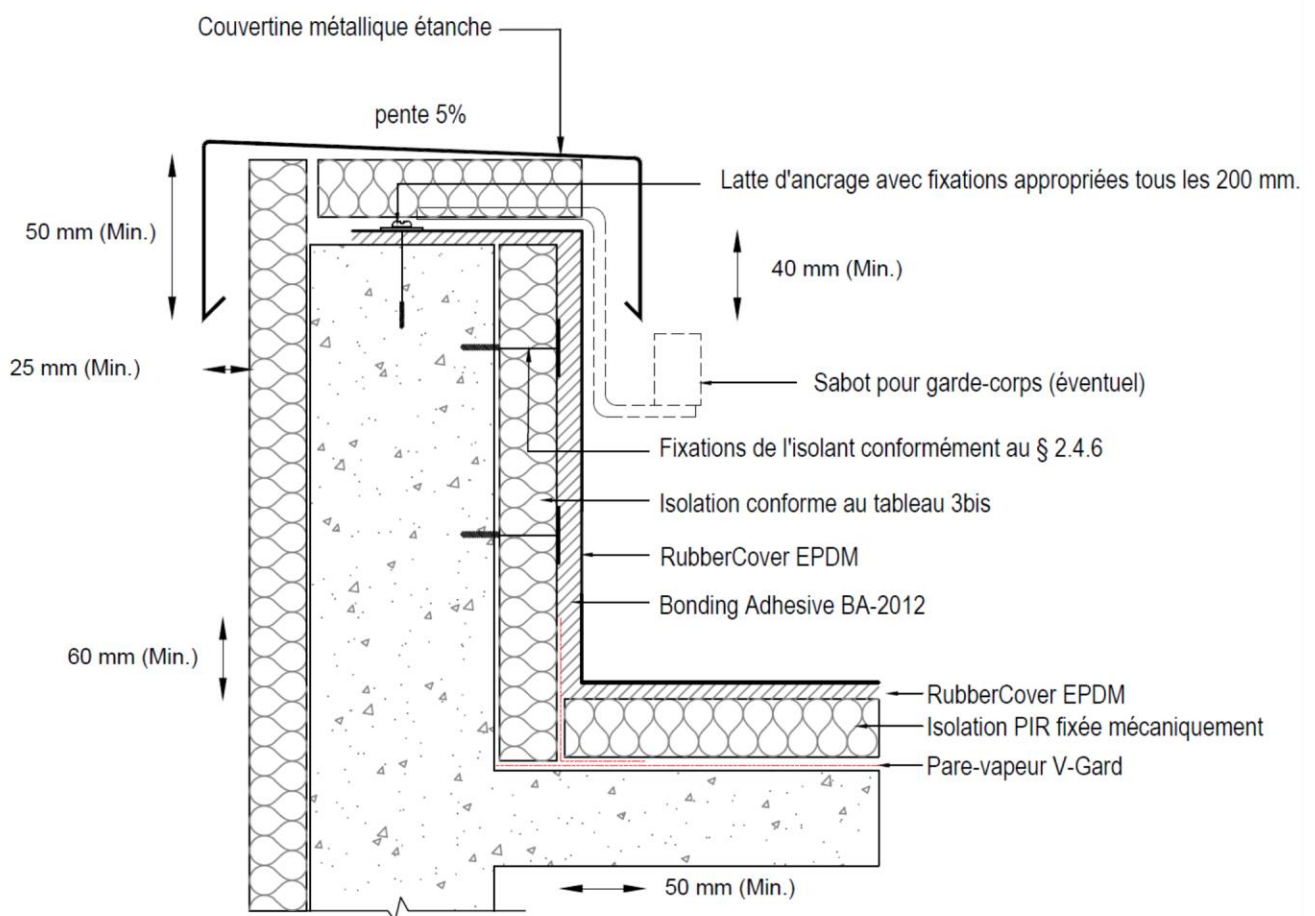 Couvertine métallique étanche
pente 5%
Latte d'ancrage avec fixations appropriées tous les 200 mm.
50 mm (Min.)
40 mm (Min.)
25 mm (Min.)
Sabot pour garde-corps (éventuel)
Fixations de l'isolant conformément au § 2.4.6
Isolation conforme au tableau 3bis
RubberCover EPDM
Bonding Adhesive BA-2012
60 mm (Min.)
RubberCover EPDM
Isolation PIR fixée mécaniquement
Pare-vapeur V-Gard
50 mm (Min.)